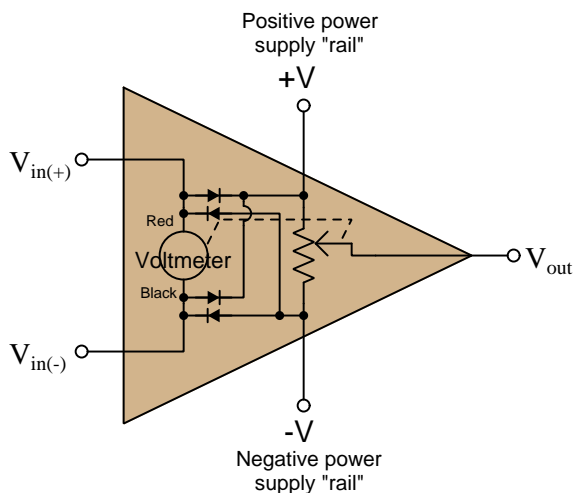 Positive power
supply "rail"
+V
Vin(+)
Red
Voltmeter
Black
Vout
Vin(-)
-V
Negative power
supply "rail"